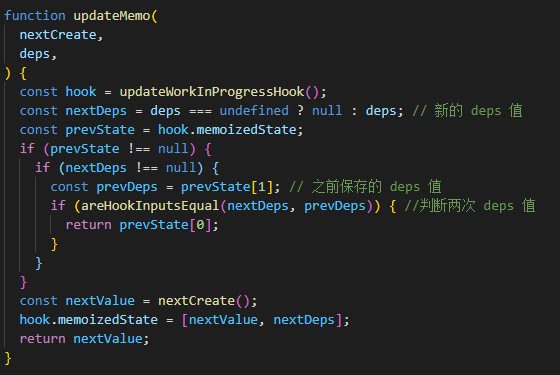 function updateMemo(
  nextCreate,
  deps,
) {
  const hook = updateWorkInProgressHook();
  const nextDeps = deps === undefined ? null : deps; // 新的 deps 值
  const prevState = hook.memoizedState;
  if (prevState !== null) {
    if (nextDeps !== null) {
      const prevDeps = prevState[1]; // 之前保存的 deps 值
      if (areHookInputsEqual(nextDeps, prevDeps)) { //判断两次 deps 值
        return prevState[0];
      }
    }
  }
  const nextValue = nextCreate();
  hook.memoizedState = [nextValue, nextDeps];
  return nextValue;
}